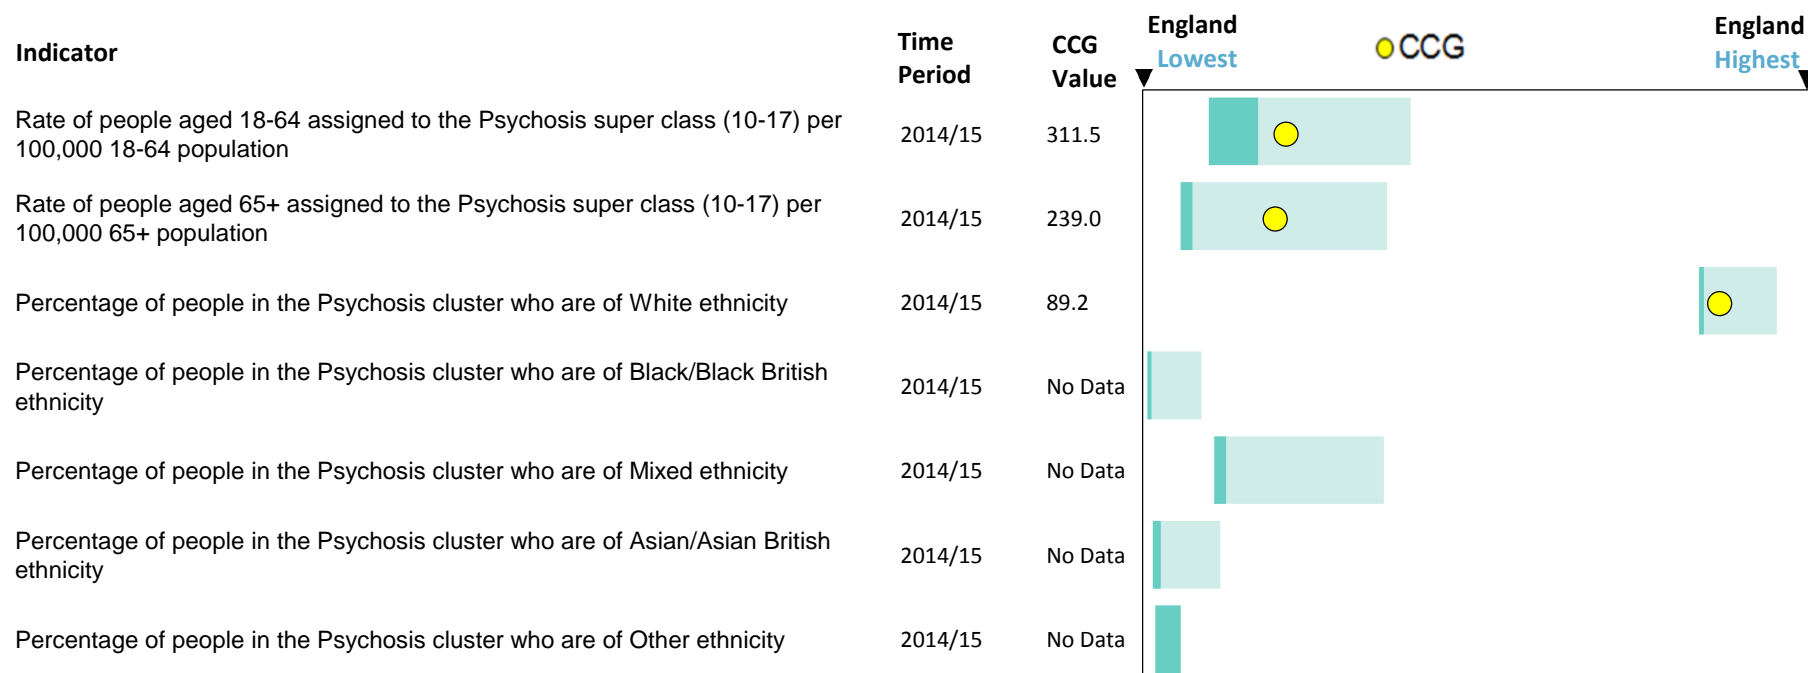 Indicator
Time
Period
CCG
Value
England
Lowest
CCG
England
Highest
Rate of people aged 18-64 assigned to the Psychosis super class (10-17) per
100,000 18-64 population
2014/15
311.5
Rate of people aged 65+ assigned to the Psychosis super class (10-17) per
100,000 65+ population
2014/15
239.0
Percentage of people in the Psychosis cluster who are of White ethnicity
2014/15
89.2
Percentage of people in the Psychosis cluster who are of Black/Black British
ethnicity
2014/15
No Data
Percentage of people in the Psychosis cluster who are of Mixed ethnicity
2014/15
No Data
Percentage of people in the Psychosis cluster who are of Asian/Asian British
ethnicity
2014/15
No Data
Percentage of people in the Psychosis cluster who are of Other ethnicity
2014/15
No Data